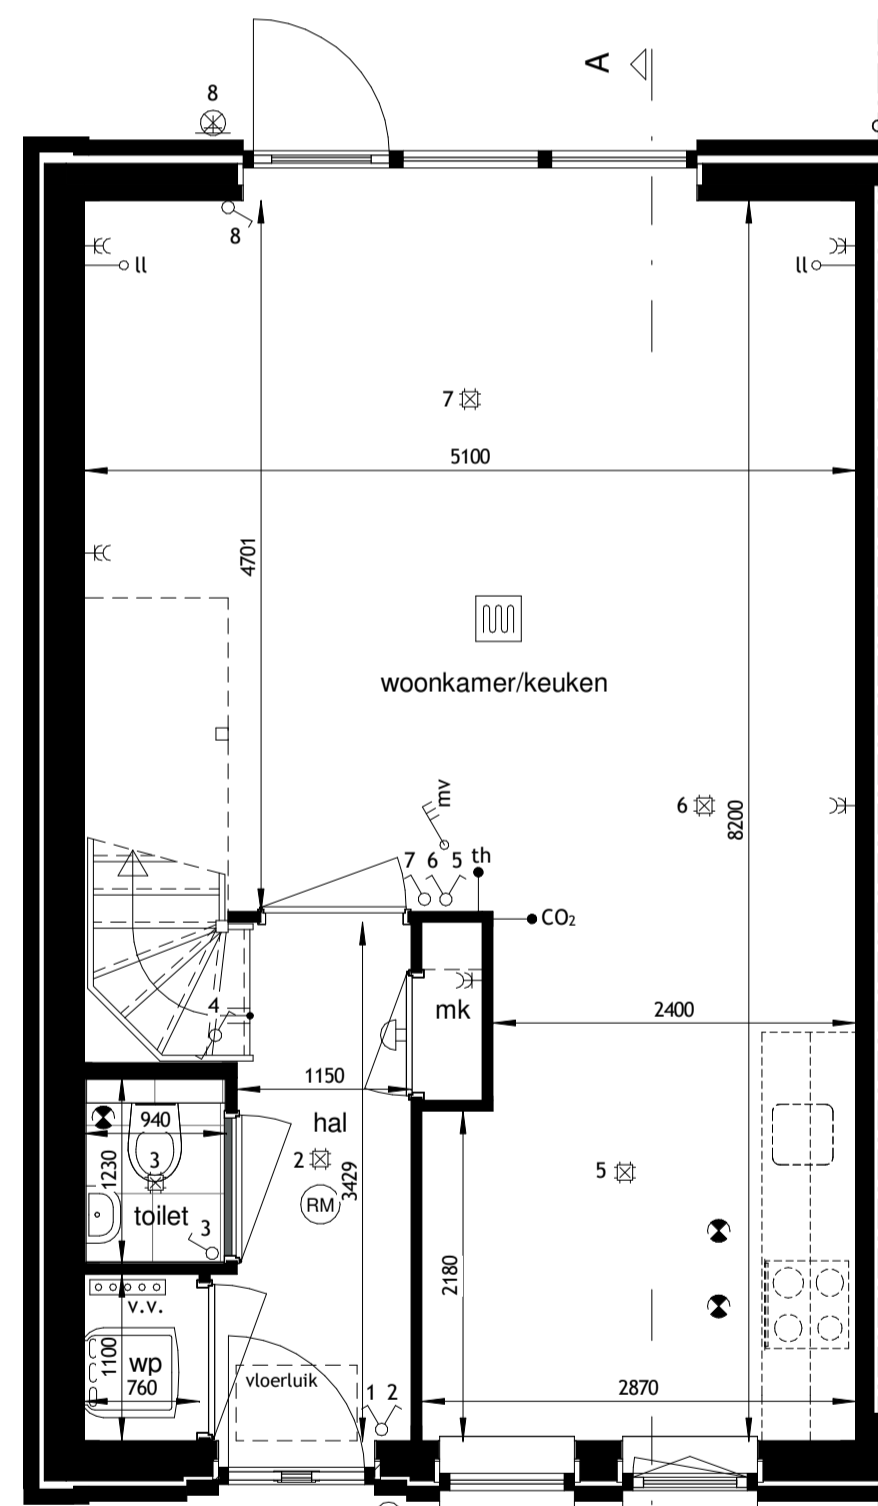 A
8
8
ll
ll
7
5100
4701
woonkamer/keuken
mv
6
8200
7 6 5 th
CO₂
4
mk
2400
1150
hal
940
3
2
5
1230
3429
RM
toilet
3
2180
v.v.
1100
wp
760
vloerluik
1 2
2870